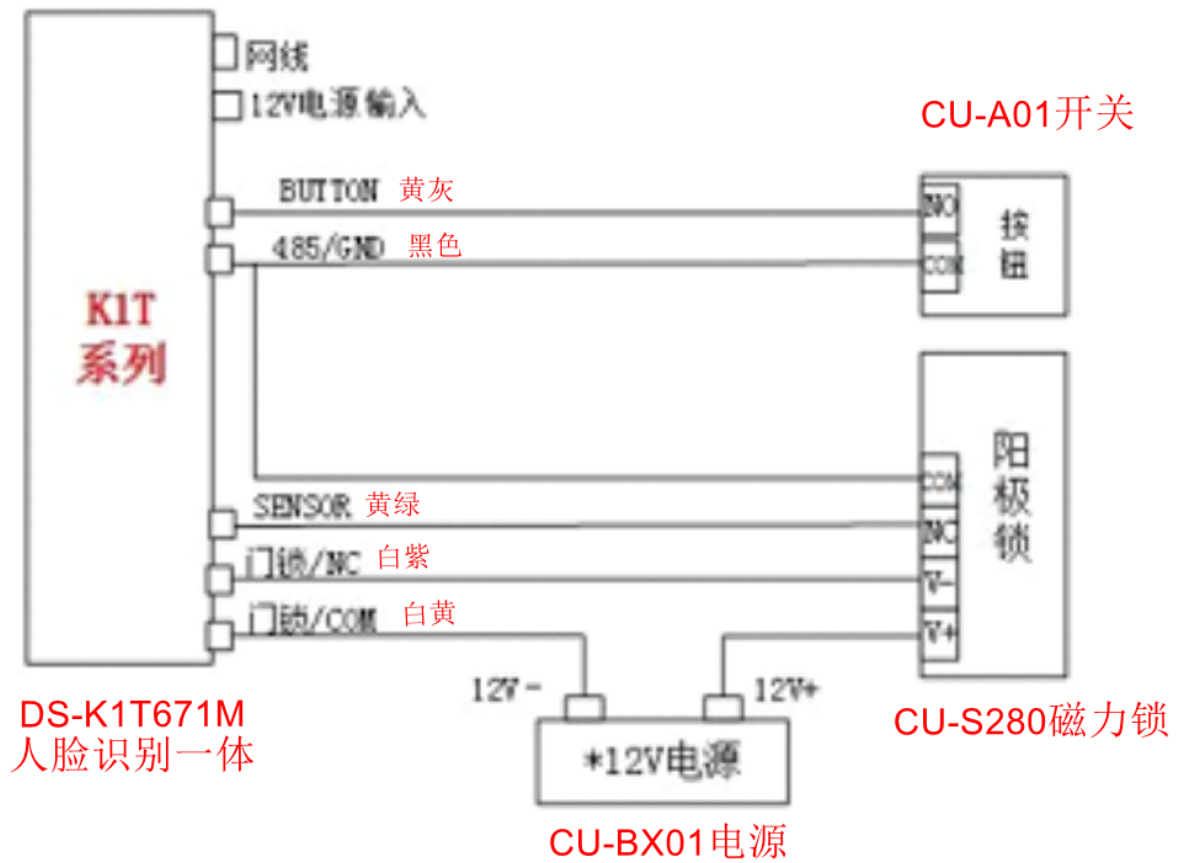 网线
12V电源输入
CU-A01开关
BUTTON 黄灰
NO
按钮
485/GND 黑色
COM
K1T
系列
阳极锁
COM
SENSOR 黄绿
NC
门锁/NC 白紫
V-
门锁/COM 白黄
V+
12V-
12V+
DS-K1T671M
人脸识别一体
CU-S280磁力锁
*12V电源
CU-BX01电源